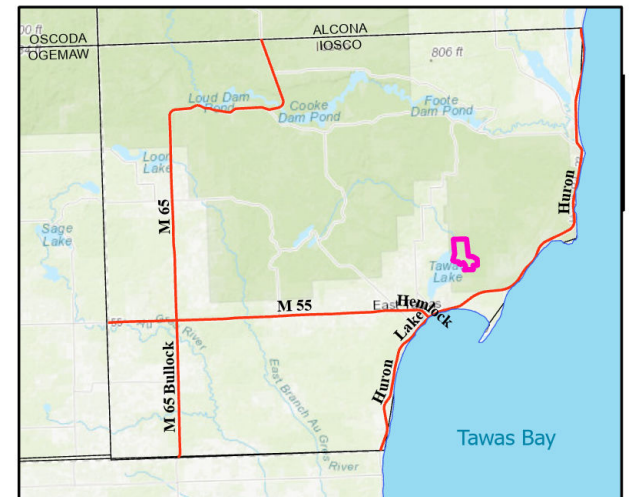 ALCONA
OSCODA
IOSCO
OGEMAW
806 ft
Loud Dam
Pond
Cooke
Dam Pond
Foote
Dam Pond
Loon
Lake
M 65
Huron
Sage
Lake
Lake
M 55
Hemlock
Lake
River
M 65 Bullock
Huron
East Branch Au Gres
River
Tawas Bay